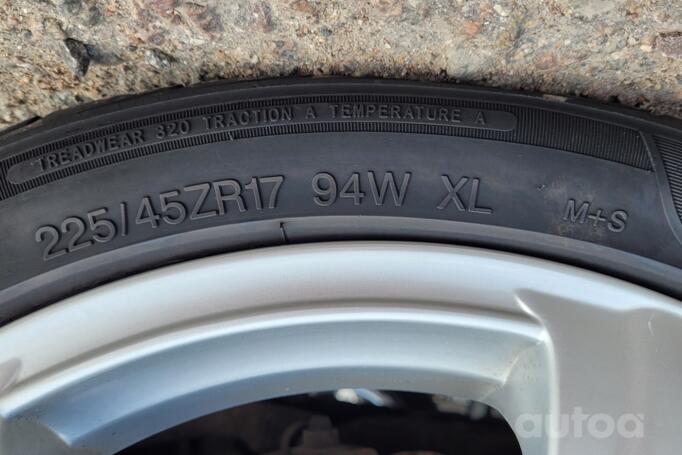 TREADWEAR 320 TRACTION A TEMPERATURE A
225/45ZR17 94W XL M+S
autoa